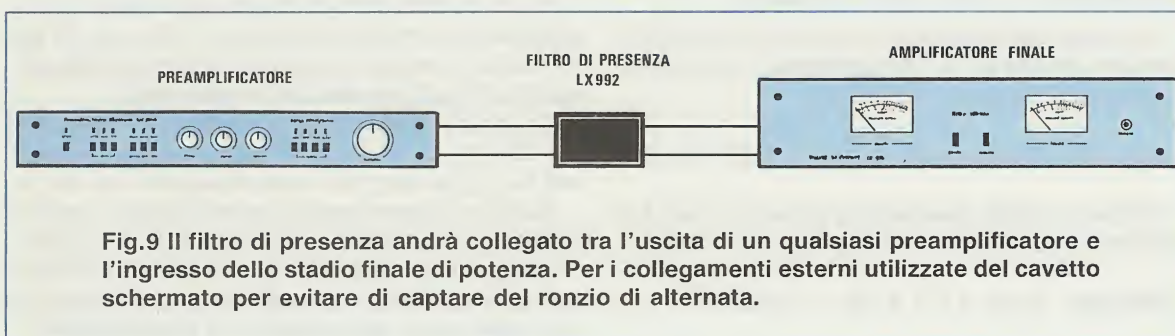 PREAMPLIFICATORE
FILTRO DI PRESENZA
LX992
AMPLIFICATORE FINALE
Fig.9 Il filtro di presenza andrà collegato tra l'uscita di un qualsiasi preamplificatore e
l'ingresso dello stadio finale di potenza. Per i collegamenti esterni utilizzate del cavetto
schermato per evitare di captare del ronzio di alternata.